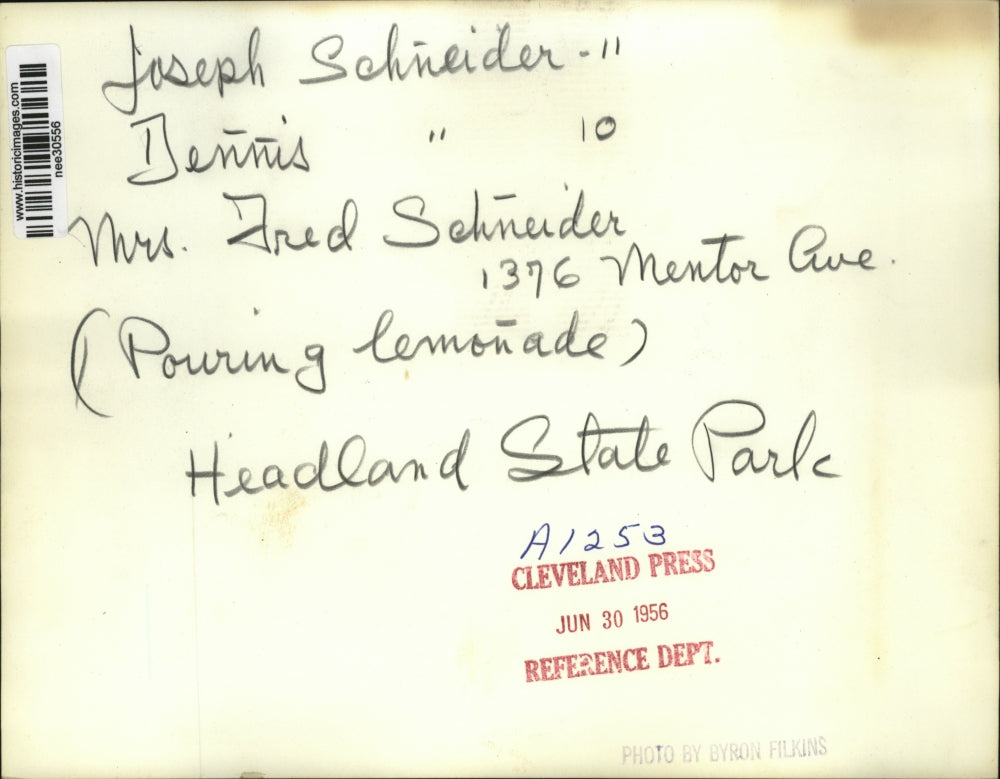 www.historicimages.com
nee30556
Joseph Schneider - 11
Dennis " 10
Mrs. Fred Schneider
1376 Mentor Ave.
(Pouring lemonade)
Headland State Park
A1253
CLEVELAND PRESS
JUN 30 1956
REFERENCE DEPT.
PHOTO BY BYRON FILKINS